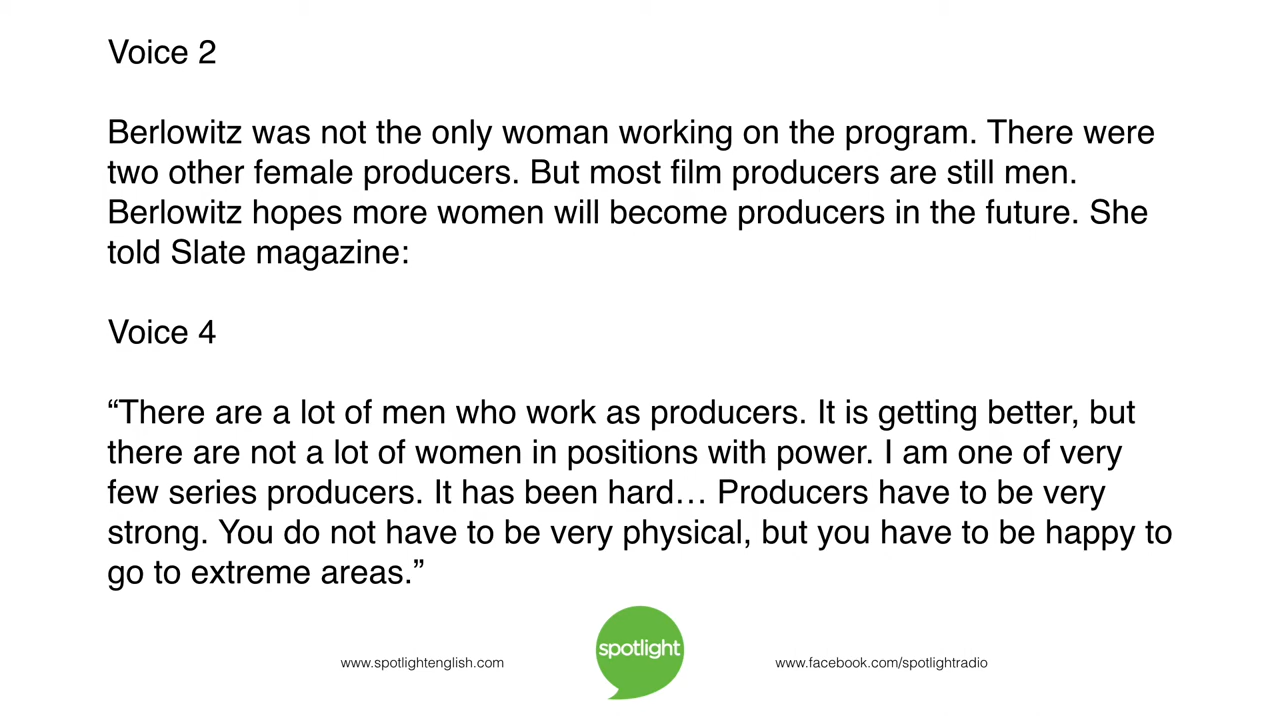 Voice 2
Berlowitz was not the only woman working on the program. There were
two other female producers. But most film producers are still men.
Berlowitz hopes more women will become producers in the future. She
told Slate magazine:
Voice 4
“There are a lot of men who work as producers. It is getting better, but
there are not a lot of women in positions with power. I am one of very
few series producers. It has been hard… Producers have to be very
strong. You do not have to be very physical, but you have to be happy to
go to extreme areas.”
www.spotlightenglish.com
spotlight
www.facebook.com/spotlightradio